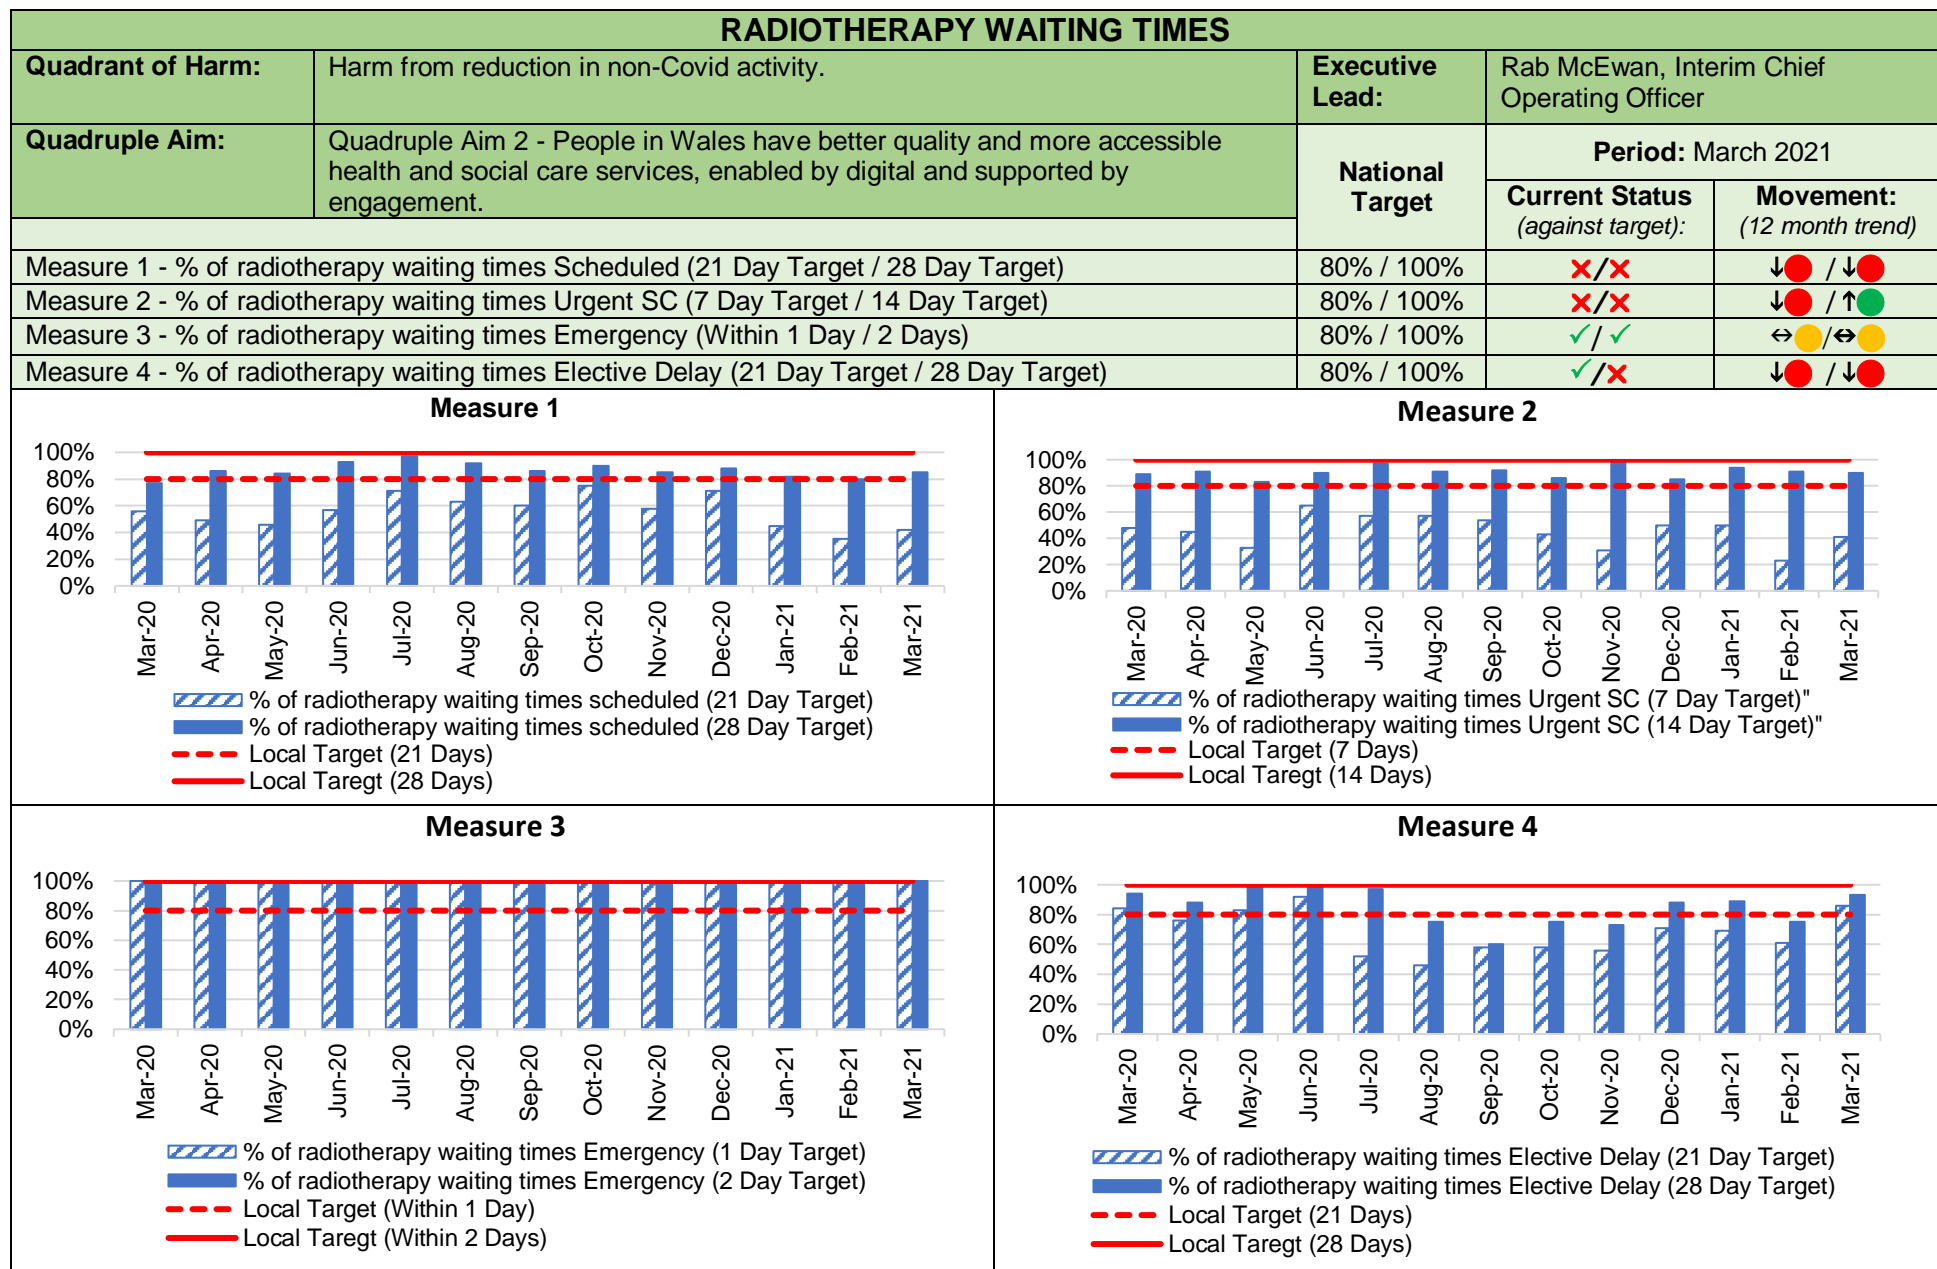 RADIOTHERAPY WAITING TIMES
Quadrant of Harm:
Harm from reduction in non-Covid activity.
Executive
Lead:
Rab McEwan, Interim Chief
Operating Officer
Quadruple Aim:
Quadruple Aim 2 - People in Wales have better quality and more accessible
health and social care services, enabled by digital and supported by
engagement.
National
Target
Period: March 2021
Current Status
(against target):
Movement:
(12 month trend)
Measure 1 - % of radiotherapy waiting times Scheduled (21 Day Target / 28 Day Target)
80% / 100%
✕/✕
↓ / ↓
Measure 2 - % of radiotherapy waiting times Urgent SC (7 Day Target / 14 Day Target)
80% / 100%
✕/✕
↓ / ↑
Measure 3 - % of radiotherapy waiting times Emergency (Within 1 Day / 2 Days)
80% / 100%
✓/ ✓
↔ / ↔
Measure 4 - % of radiotherapy waiting times Elective Delay (21 Day Target / 28 Day Target)
80% / 100%
✓/✕
↓ / ↓
Measure 1
100%
80%
60%
40%
20%
0%
Mar-20
Apr-20
May-20
Jun-20
Jul-20
Aug-20
Sep-20
Oct-20
Nov-20
Dec-20
Jan-21
Feb-21
Mar-21
% of radiotherapy waiting times scheduled (21 Day Target)
% of radiotherapy waiting times scheduled (28 Day Target)
Local Target (21 Days)
Local Taregt (28 Days)
Measure 2
100%
80%
60%
40%
20%
0%
Mar-20
Apr-20
May-20
Jun-20
Jul-20
Aug-20
Sep-20
Oct-20
Nov-20
Dec-20
Jan-21
Feb-21
Mar-21
% of radiotherapy waiting times Urgent SC (7 Day Target)"
% of radiotherapy waiting times Urgent SC (14 Day Target)"
Local Target (7 Days)
Local Taregt (14 Days)
Measure 3
100%
80%
60%
40%
20%
0%
Mar-20
Apr-20
May-20
Jun-20
Jul-20
Aug-20
Sep-20
Oct-20
Nov-20
Dec-20
Jan-21
Feb-21
Mar-21
% of radiotherapy waiting times Emergency (1 Day Target)
% of radiotherapy waiting times Emergency (2 Day Target)
Local Target (Within 1 Day)
Local Taregt (Within 2 Days)
Measure 4
100%
80%
60%
40%
20%
0%
Mar-20
Apr-20
May-20
Jun-20
Jul-20
Aug-20
Sep-20
Oct-20
Nov-20
Dec-20
Jan-21
Feb-21
Mar-21
% of radiotherapy waiting times Elective Delay (21 Day Target)
% of radiotherapy waiting times Elective Delay (28 Day Target)
Local Target (21 Days)
Local Taregt (28 Days)